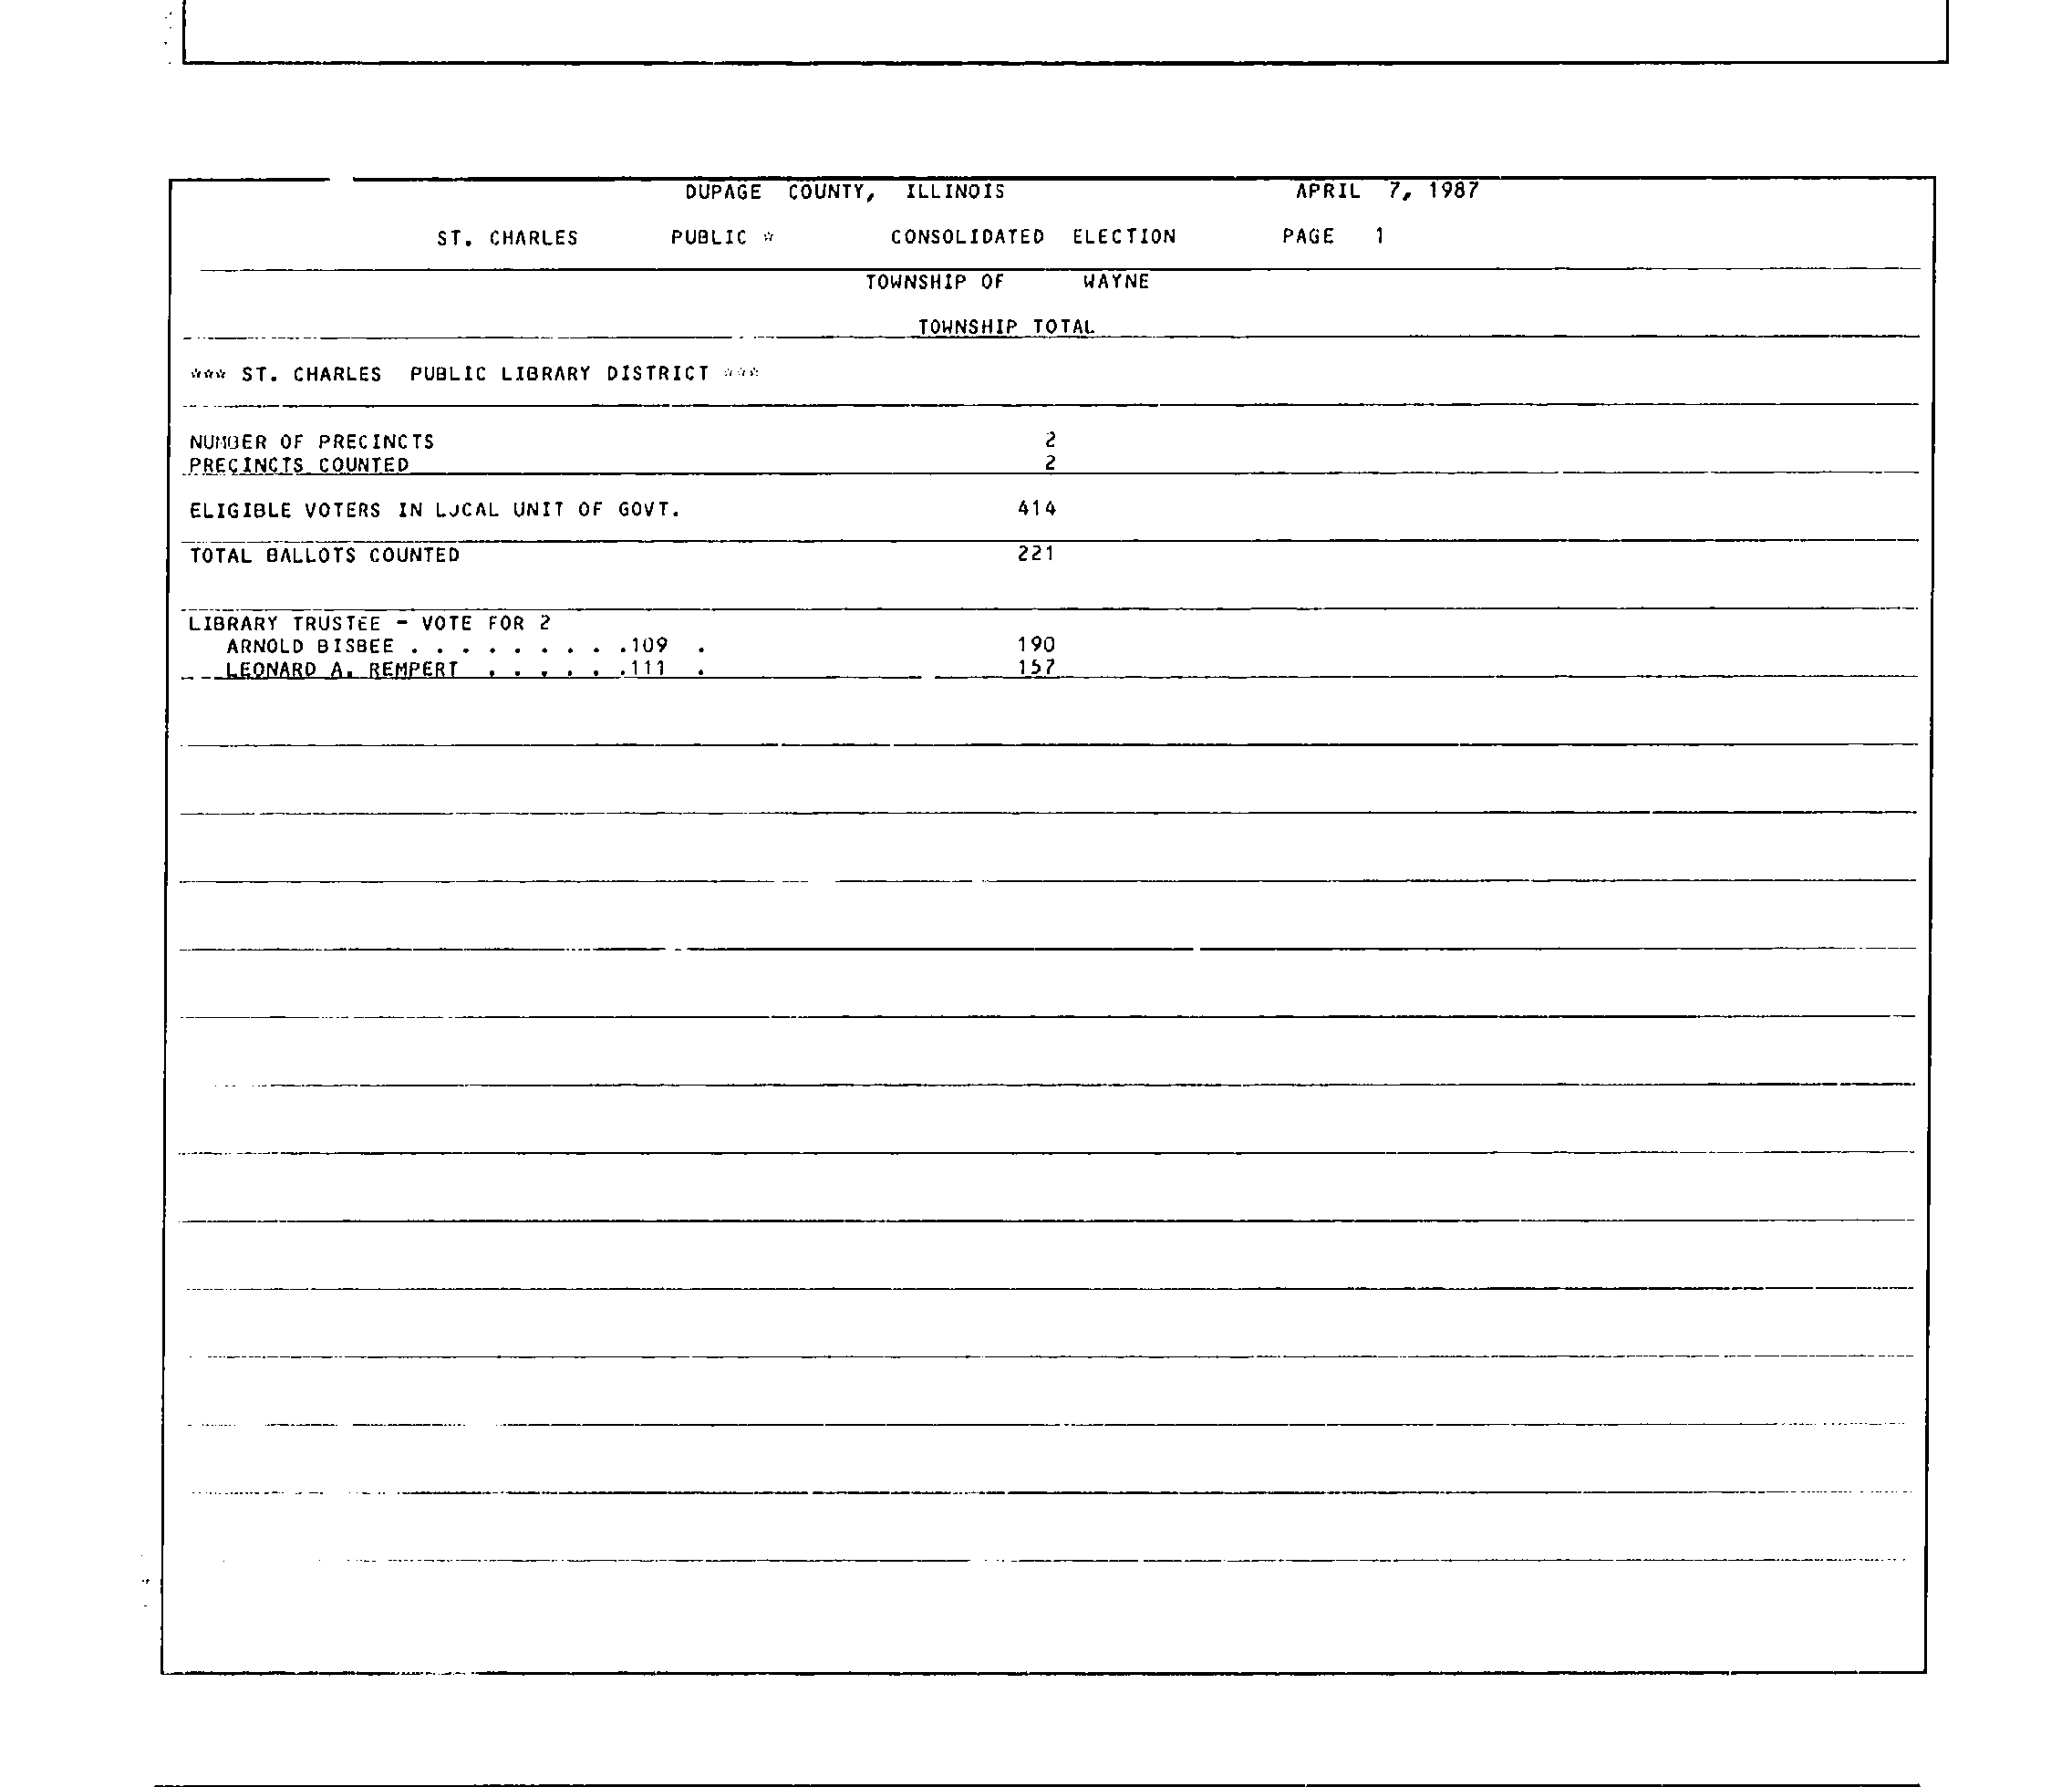 DUPAGE COUNTY, ILLINOIS APRIL 7, 1987
ST. CHARLES PUBLIC * CONSOLIDATED ELECTION PAGE 1
TOWNSHIP OF WAYNE
TOWNSHIP TOTAL
*** ST. CHARLES PUBLIC LIBRARY DISTRICT ***
NUMBER OF PRECINCTS 2
PRECINCTS COUNTED 2
ELIGIBLE VOTERS IN LOCAL UNIT OF GOVT. 414
TOTAL BALLOTS COUNTED 221
LIBRARY TRUSTEE - VOTE FOR 2
ARNOLD BISBEE . . . . . . . . .109 . 190
LEONARD A. REMPERT . . . . . .111 . 157